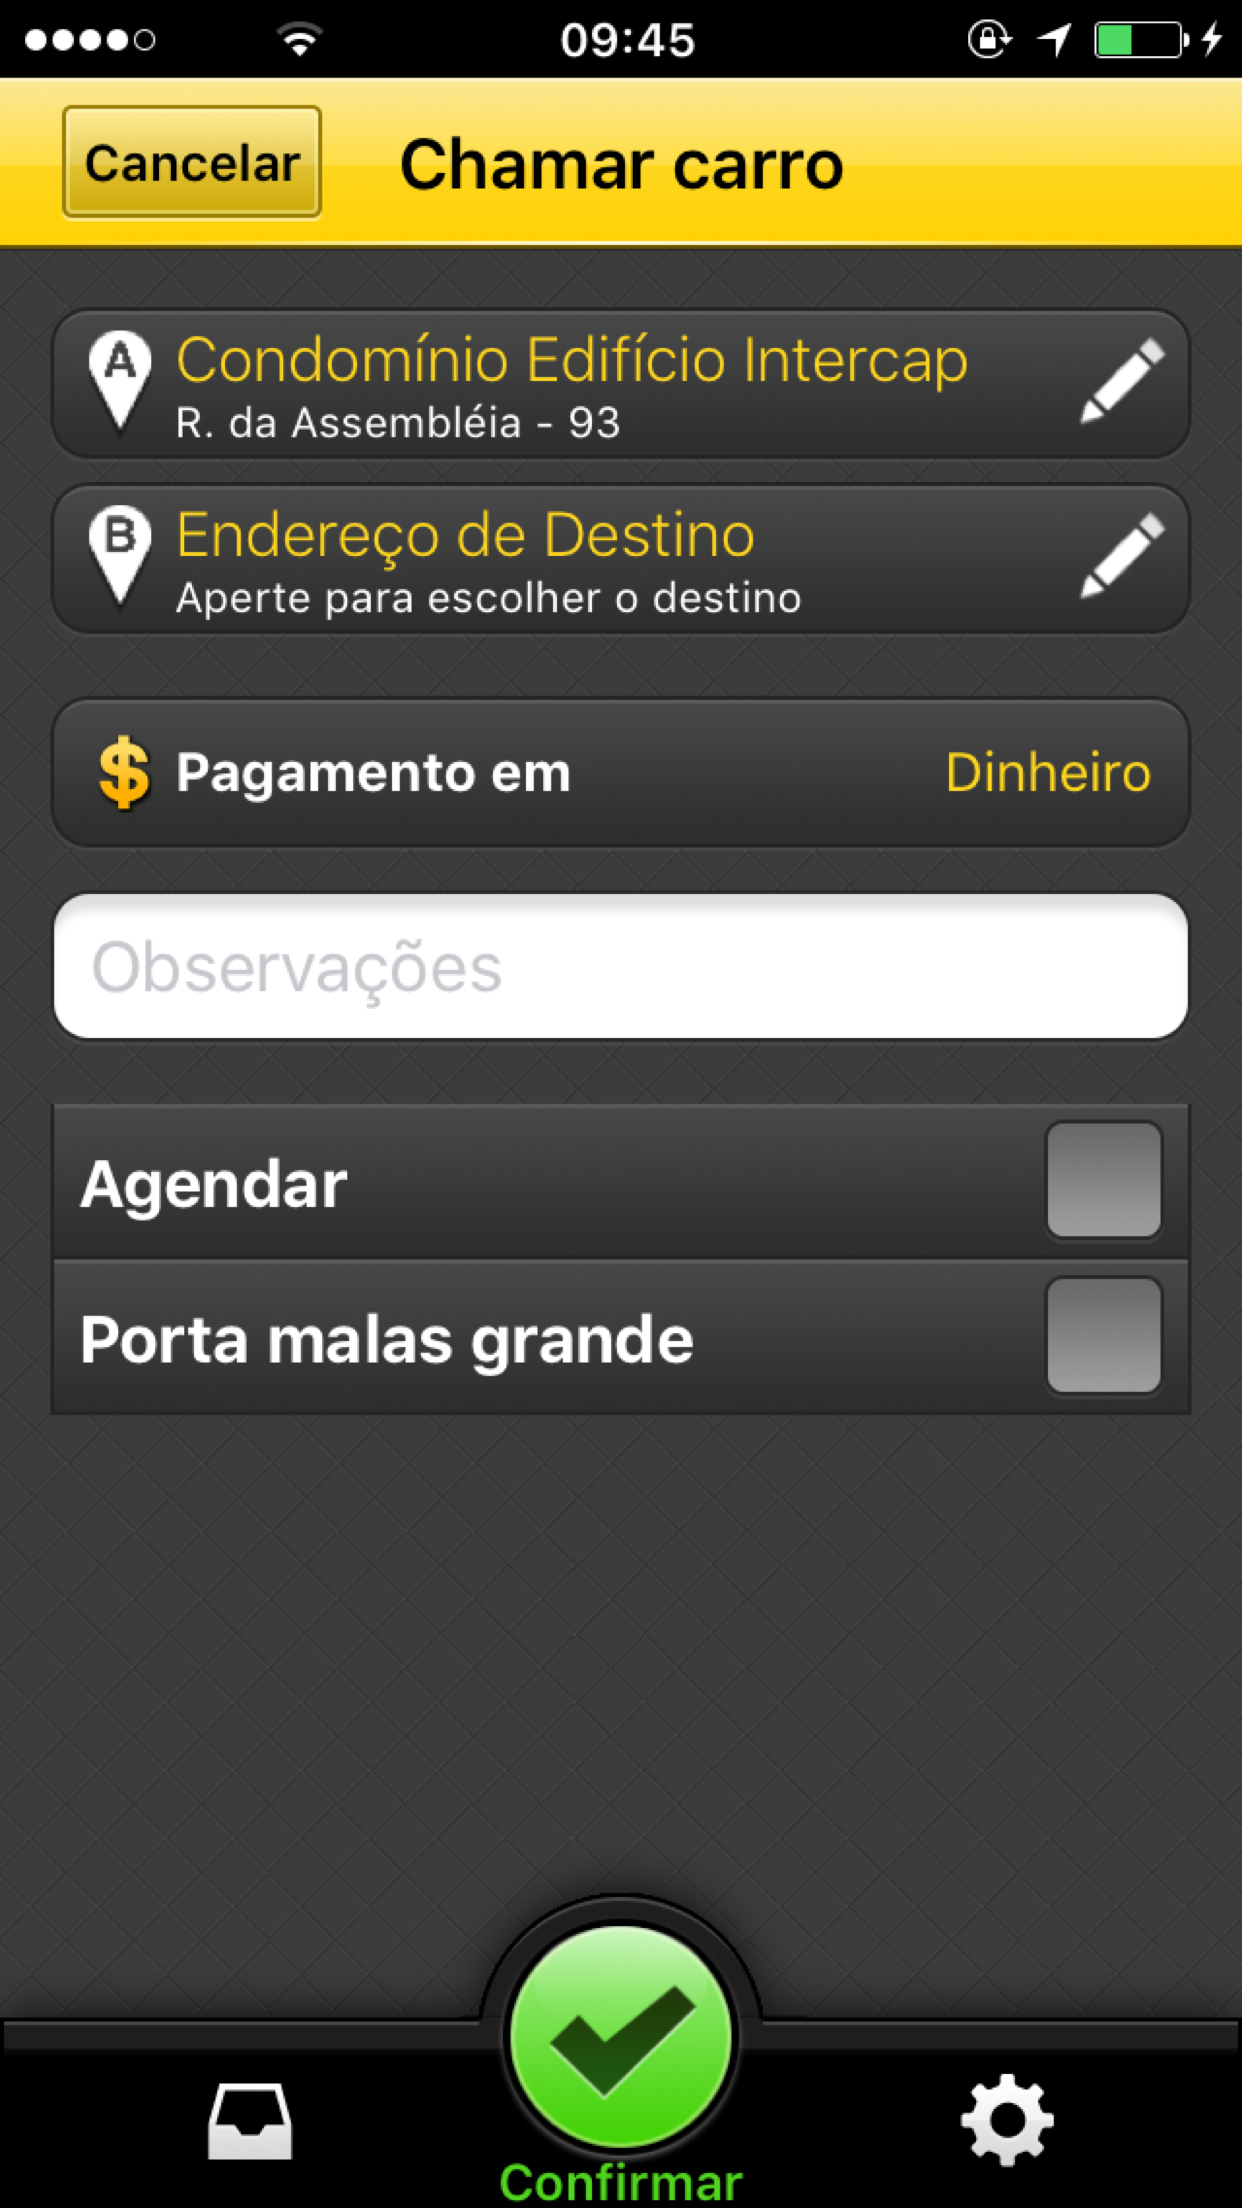 09:45
Cancelar
Chamar carro
A
Condomínio Edifício Intercap
R. da Assembléia - 93
B
Endereço de Destino
Aperte para escolher o destino
$ Pagamento em
Dinheiro
Observações
Agendar
Porta malas grande
Confirmar